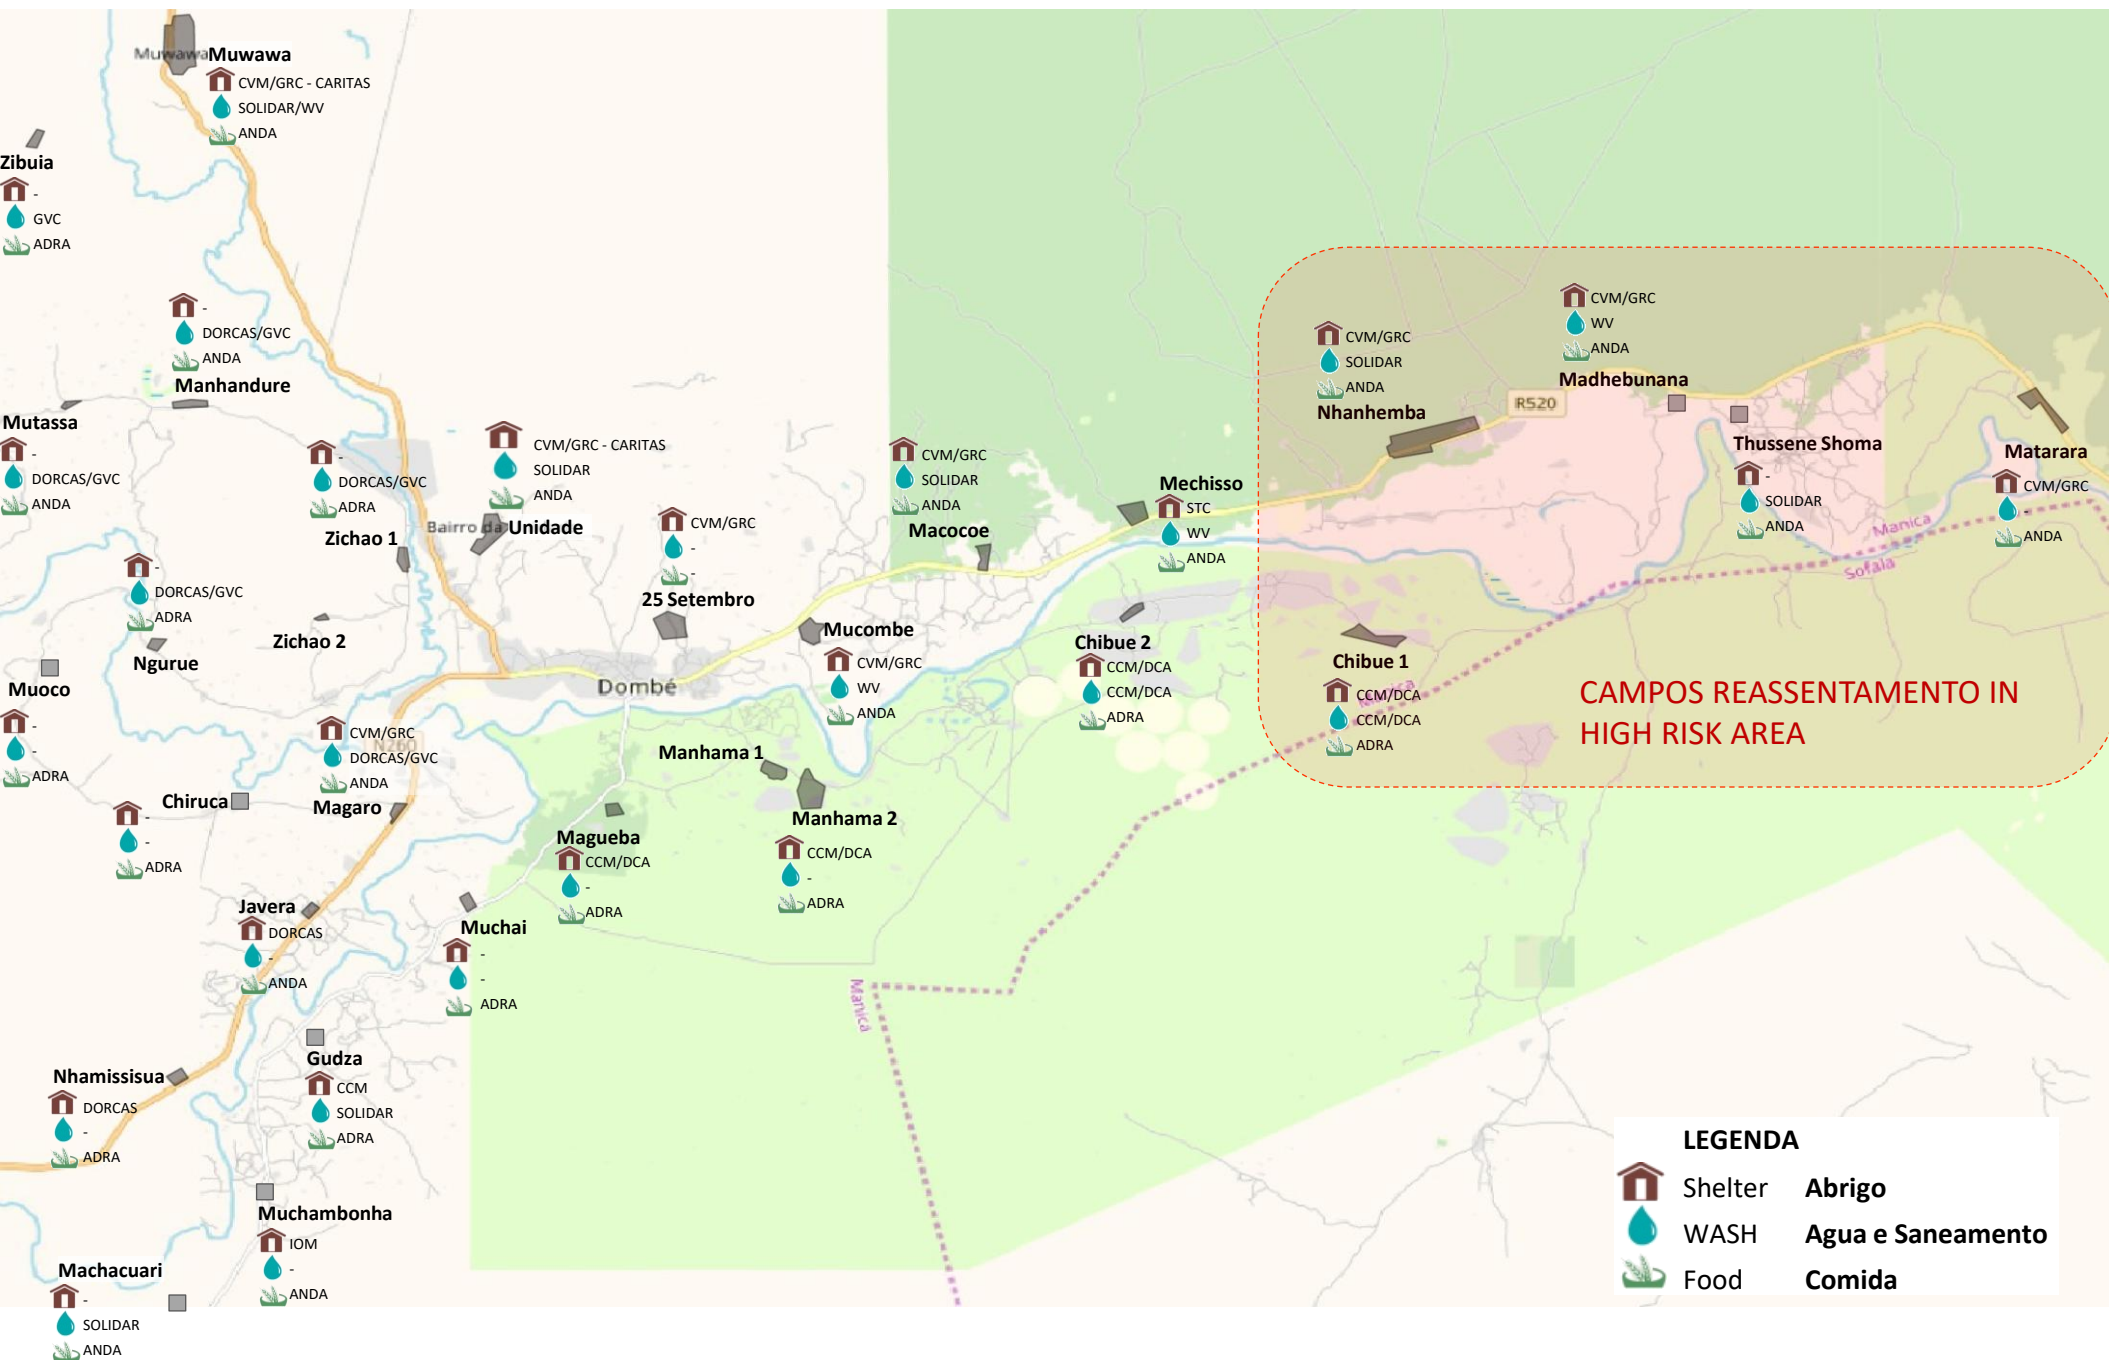 Muwawa
Muwawa
CVM/GRC - CARITAS
SOLIDAR/WV
ANDA
Zibuia
-
GVC
ADRA
-
DORCAS/GVC
ANDA
Manhandure
Mutassa
-
DORCAS/GVC
ANDA
-
DORCAS/GVC
ADRA
Zichao 1
CVM/GRC - CARITAS
SOLIDAR
ANDA
Bairro da Unidade
CVM/GRC
-
-
25 Setembro
CVM/GRC
SOLIDAR
ANDA
Macocoe
Mechisso
STC
WV
ANDA
CVM/GRC
SOLIDAR
ANDA
Nhanhemba
R520
CVM/GRC
WV
ANDA
Madhebunana
Thussene Shoma
-
SOLIDAR
ANDA
Matarara
CVM/GRC
-
ANDA
Manica
Sofala
-
DORCAS/GVC
ADRA
Ngurue
Zichao 2
Muoco
-
-
ADRA
Dombé
Mucombe
CVM/GRC
WV
ANDA
Chibue 2
CCM/DCA
CCM/DCA
ADRA
Chibue 1
CCM/DCA
Manica
CCM/DCA
ADRA
CAMPOS REASSENTAMENTO IN
HIGH RISK AREA
CVM/GRC
N260
DORCAS/GVC
ANDA
Magaro
Chiruca
-
-
ADRA
Manhama 1
Manhama 2
CCM/DCA
-
ADRA
Magueba
CCM/DCA
-
ADRA
Javera
DORCAS
-
ANDA
Muchai
-
-
ADRA
Manica
Gudza
CCM
SOLIDAR
ADRA
Nhamissisua
DORCAS
-
ADRA
Muchambonha
IOM
-
ANDA
Machacuari
-
SOLIDAR
ANDA
LEGENDA
Shelter Abrigo
WASH Agua e Saneamento
Food Comida